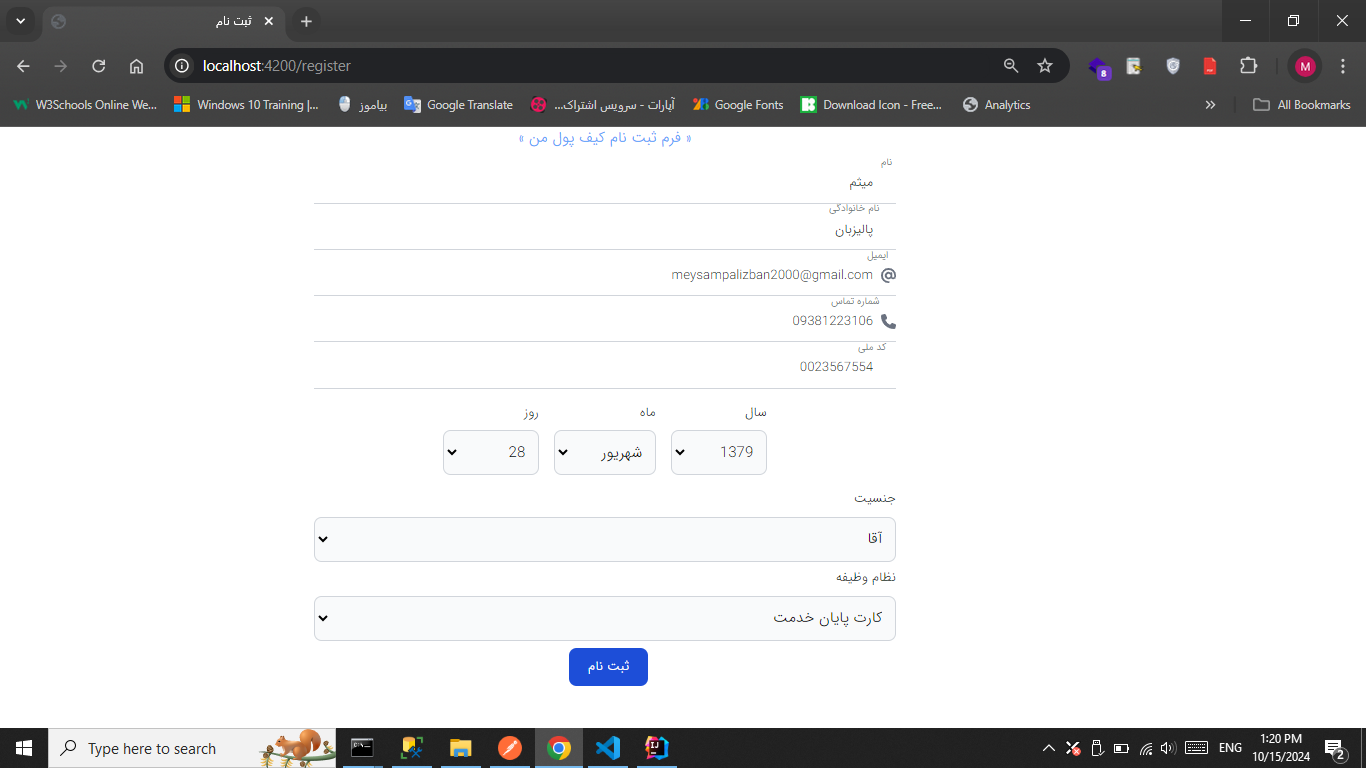 ثبت نام
localhost:4200/register
8
M
W3Schools Online We...
Windows 10 Training |...
بیاموز
Google Translate
آپارات - سرویس اشتراک...
Google Fonts
Download Icon - Free...
Analytics
»
All Bookmarks
« فرم ثبت نام کیف پول من »
نام
میثم
نام خانوادگی
پالیزبان
ایمیل
meysampalizban2000@gmail.com
شماره تماس
09381223106
کد ملی
0023567554
سال
ماه
روز
1379
شهریور
28
جنسیت
آقا
نظام وظیفه
کارت پایان خدمت
ثبت نام
Type here to search
ENG
1:20 PM
10/15/2024
2